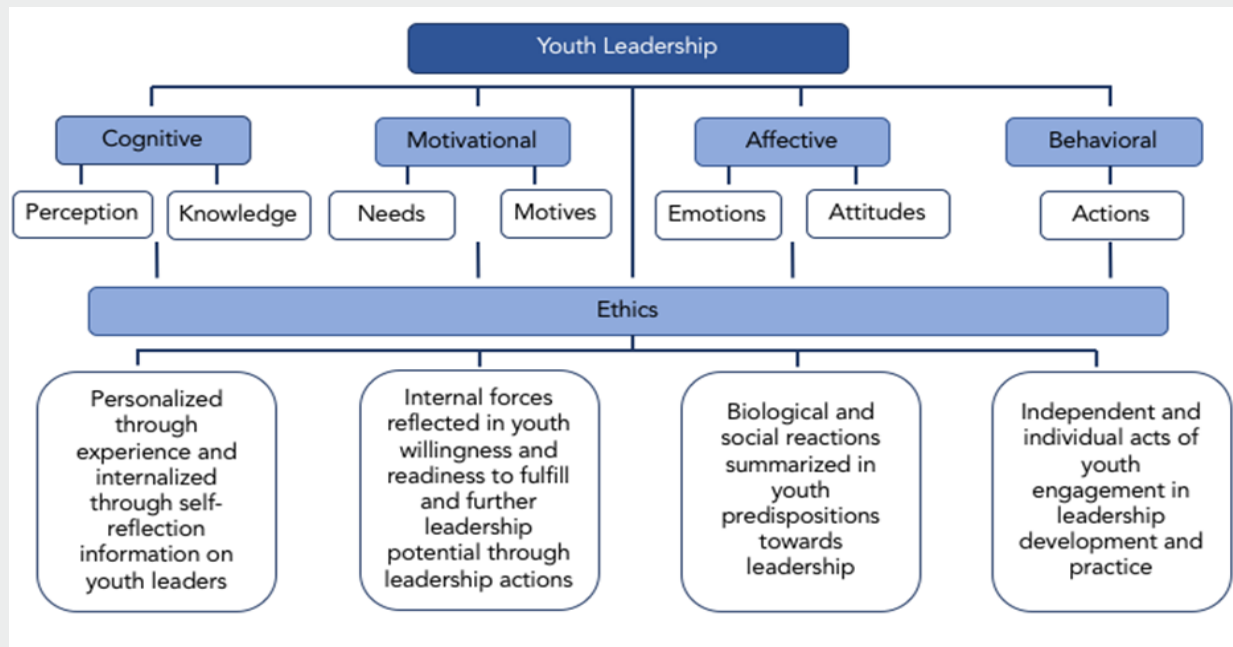 Youth Leadership
Cognitive
Motivational
Affective
Behavioral
Perception
Knowledge
Needs
Motives
Emotions
Attitudes
Actions
Ethics
Personalized
through
experience and
internalized
through self-
reflection
information on
youth leaders
Internal forces
reflected in youth
willingness and
readiness to fulfill
and further
leadership
potential through
leadership actions
Biological and
social reactions
summarized in
youth
predispositions
towards
leadership
Independent and
individual acts of
youth
engagement in
leadership
development and
practice